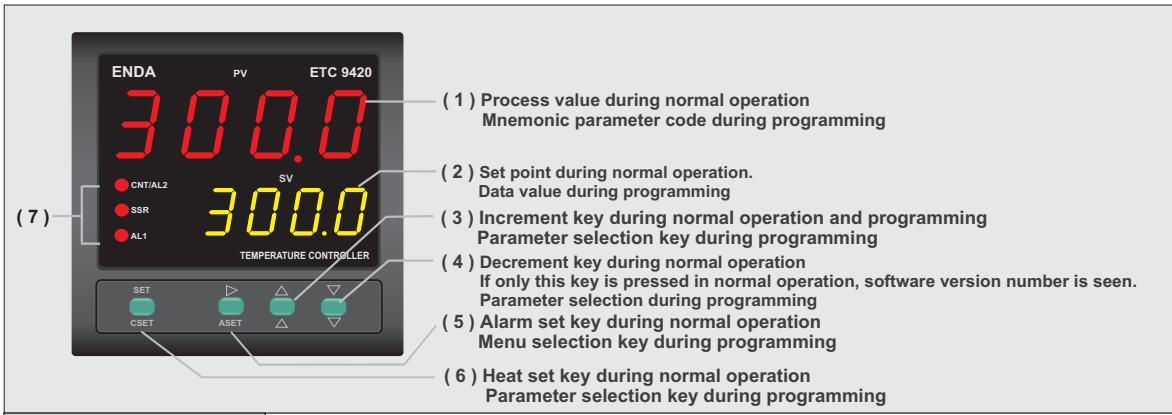 ENDA PV ETC 9420
300.0
SV
CNT/AL2
300.0
SSR
AL1
TEMPERATURE CONTROLLER
SET ▷ △ ▽
CSET ASET △ ▽
( 7 )
( 1 ) Process value during normal operation
Mnemonic parameter code during programming
( 2 ) Set point during normal operation.
Data value during programming
( 3 ) Increment key during normal operation and programming
Parameter selection key during programming
( 4 ) Decrement key during normal operation
If only this key is pressed in normal operation, software version number is seen.
Parameter selection during programming
( 5 ) Alarm set key during normal operation
Menu selection key during programming
( 6 ) Heat set key during normal operation
Parameter selection key during programming